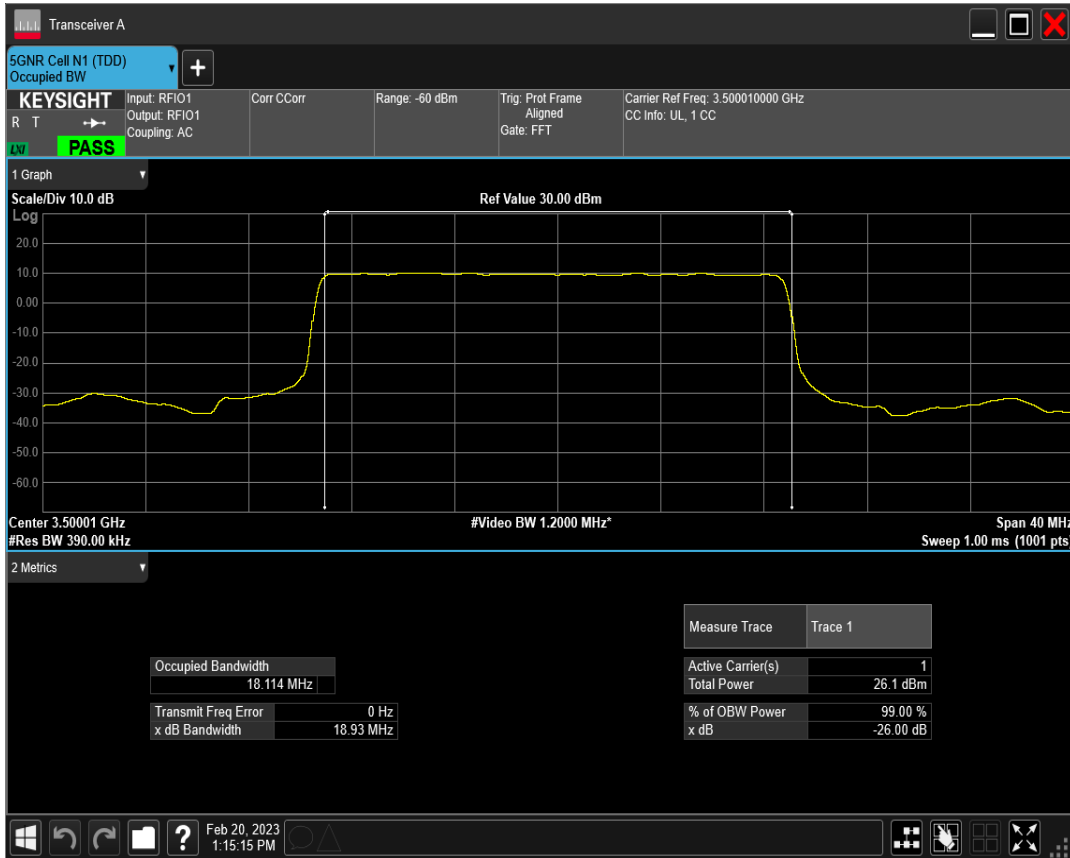 Transceiver A
5GNR Cell N1 (TDD)
Occupied BW
KEYSIGHT
R T
LXI
PASS
Input: RFIO1
Output: RFIO1
Coupling: AC
Corr CCorr
Range: -60 dBm
Trig: Prot Frame
Aligned
Gate: FFT
Carrier Ref Freq: 3.500010000 GHz
CC Info: UL, 1 CC
1 Graph
Scale/Div 10.0 dB
Ref Value 30.00 dBm
Log
20.0
10.0
0.00
-10.0
-20.0
-30.0
-40.0
-50.0
-60.0
Center 3.50001 GHz
#Video BW 1.2000 MHz*
Span 40 MHz
#Res BW 390.00 kHz
Sweep 1.00 ms (1001 pts)
2 Metrics
Measure Trace Trace 1
Occupied Bandwidth
18.114 MHz
Active Carrier(s) 1
Total Power 26.1 dBm
Transmit Freq Error 0 Hz
x dB Bandwidth 18.93 MHz
% of OBW Power 99.00 %
x dB -26.00 dB
Feb 20, 2023
1:15:15 PM